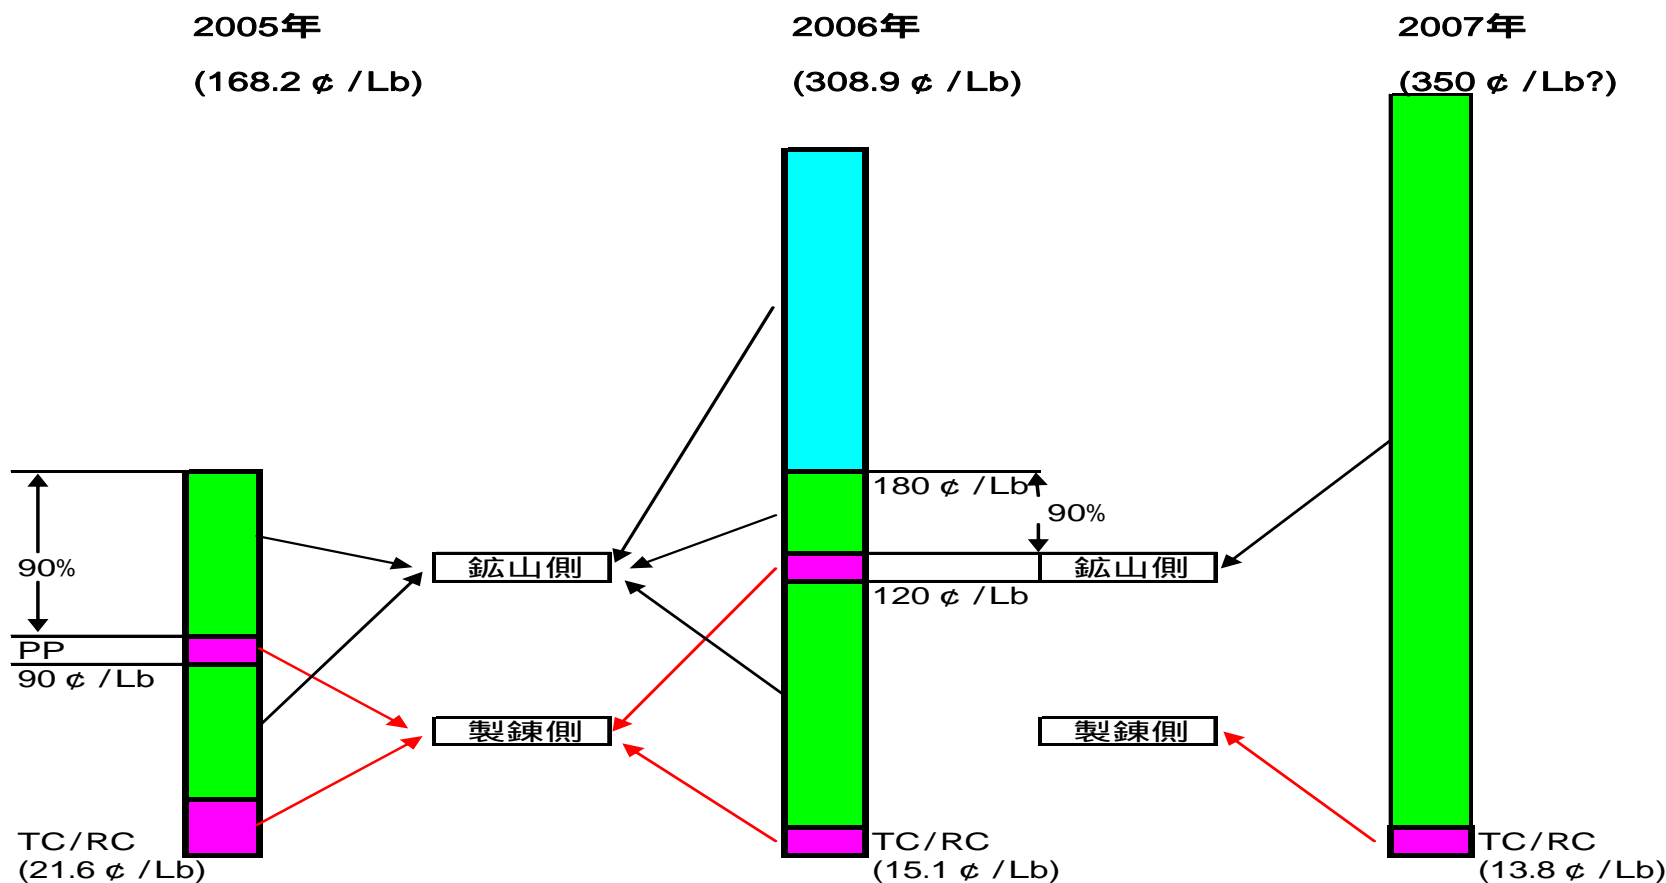 2005年
2006年
2007年
(168.2 ¢ /Lb)
(308.9 ¢ /Lb)
(350 ¢ /Lb?)
180 ¢ /Lb
90%
90%
鉱山側
鉱山側
120 ¢ /Lb
PP
90 ¢ /Lb
製錬側
製錬側
TC/RC
(21.6 ¢ /Lb)
TC/RC
(15.1 ¢ /Lb)
TC/RC
(13.8 ¢ /Lb)